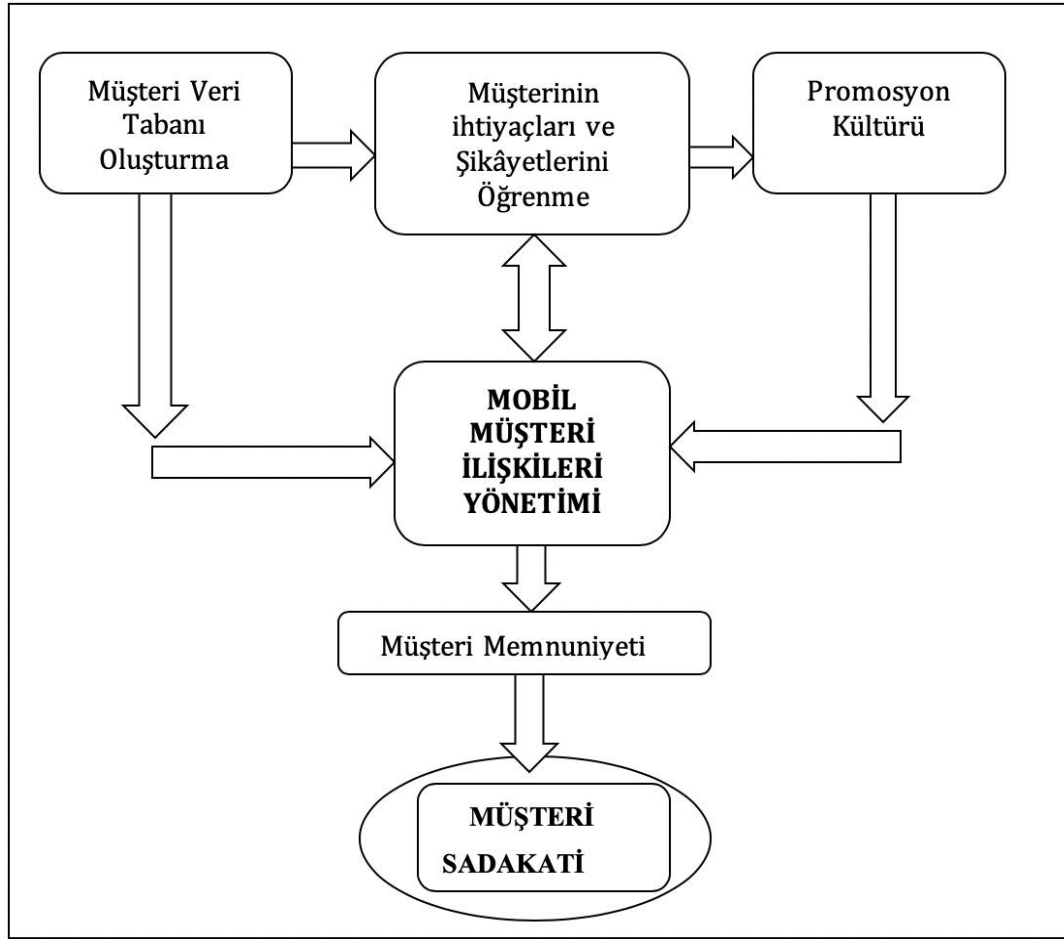 Müşteri Veri
Tabanı
Oluşturma
Müşterinin
ihtiyaçları ve
Şikâyetlerini
Öğrenme
Promosyon
Kültürü
MOBİL
MÜŞTERİ
İLİŞKİLERİ
YÖNETİMİ
Müşteri Memnuniyeti
MÜŞTERİ
SADAKATİ